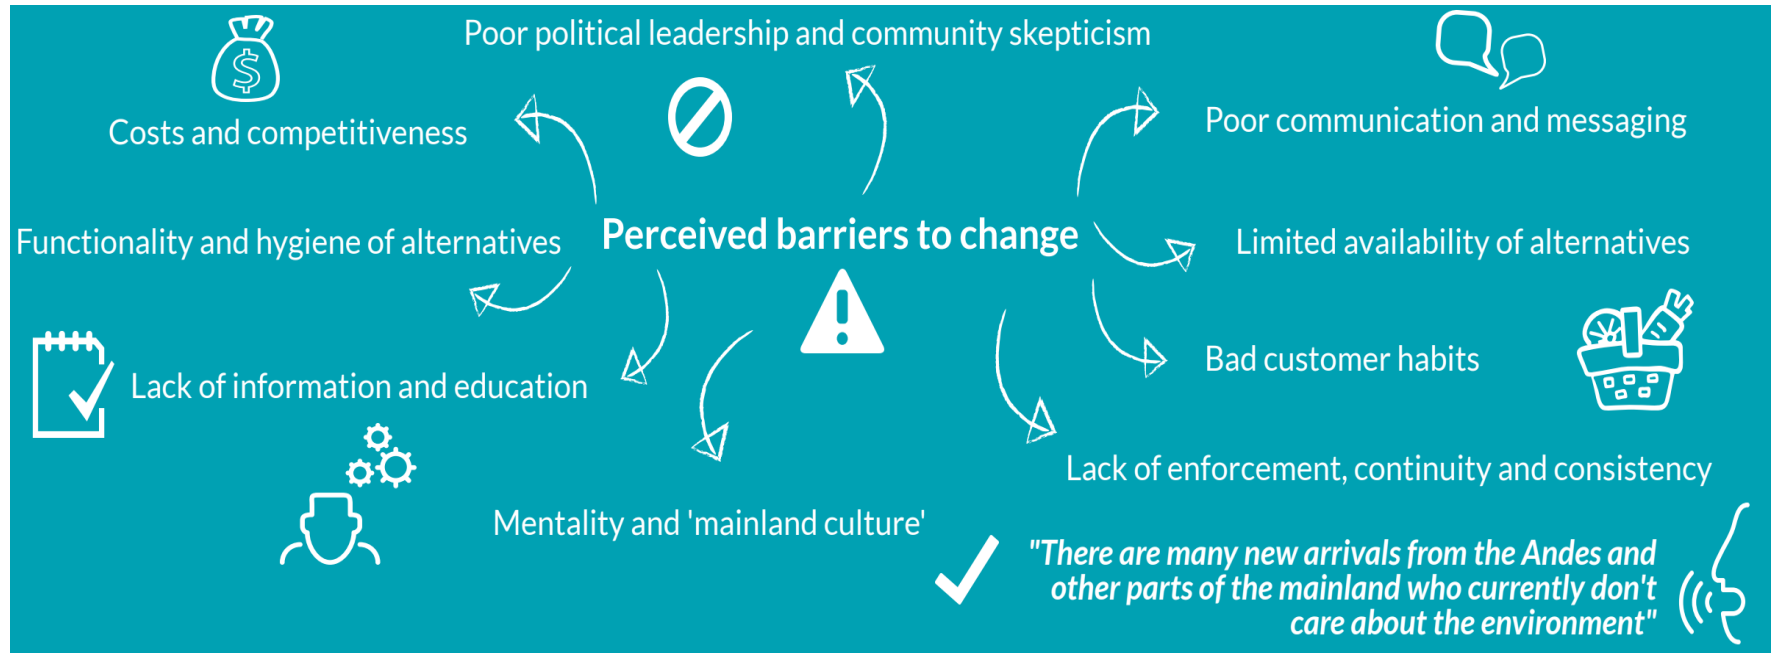 Poor political leadership and community skepticism
Costs and competitiveness
Poor communication and messaging
Functionality and hygiene of alternatives
Perceived barriers to change
Limited availability of alternatives
Lack of information and education
Bad customer habits
Lack of enforcement, continuity and consistency
Mentality and 'mainland culture'
"There are many new arrivals from the Andes and
other parts of the mainland who currently don't
care about the environment"